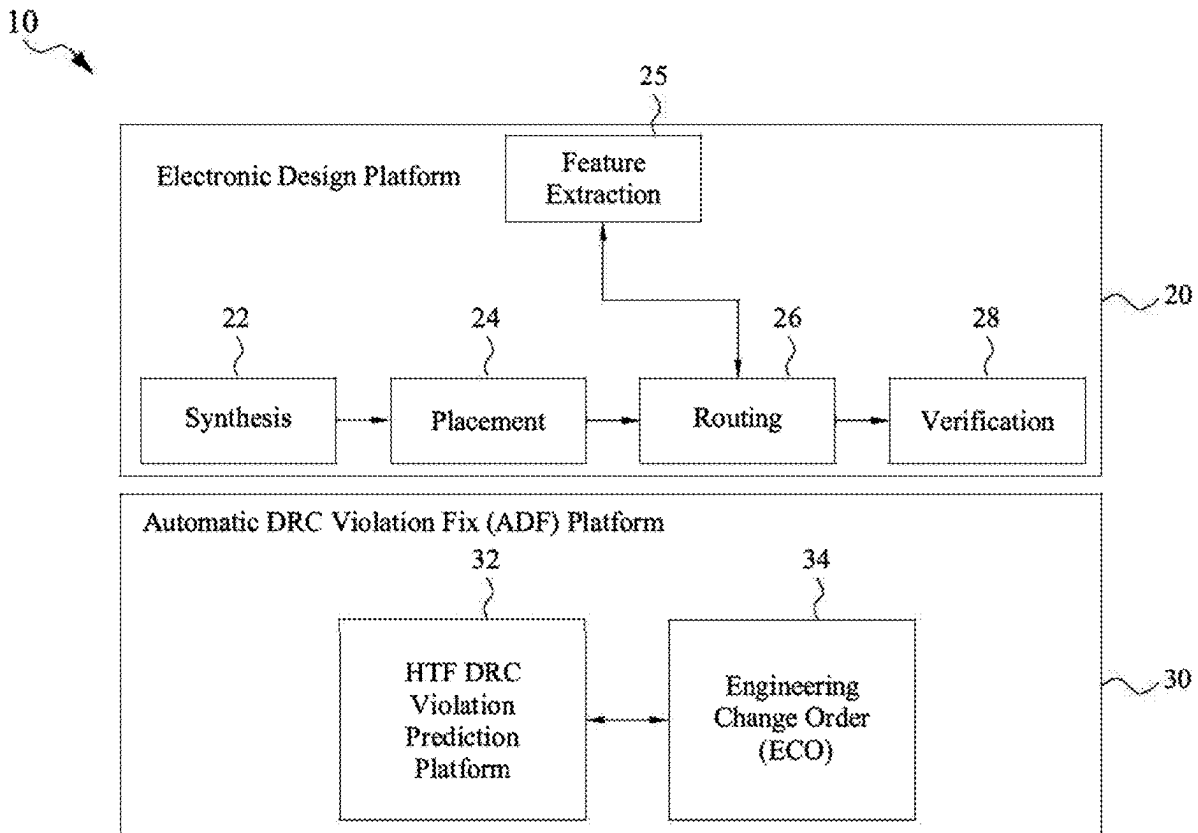 10
25
Electronic Design Platform
Feature
Extraction
20
22
24
26
28
Synthesis
Placement
Routing
Verification
Automatic DRC Violation Fix (ADF) Platform
32
34
HTF DRC
Violation
Prediction
Platform
Engineering
Change Order
(ECO)
30